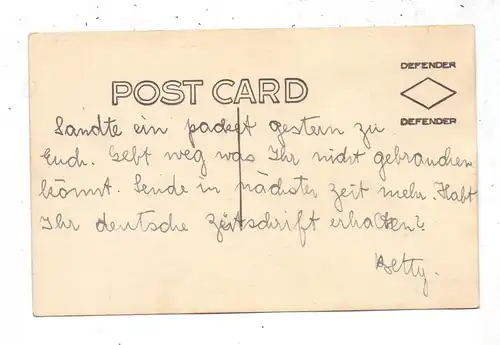 DEFENDER
POST CARD
DEFENDER
Sandte ein packet gestern zu
Euch. Gebt weg was Ihr nicht gebrauchen
könnt. Sende in nächster Zeit mehr. Habt
Ihr deutsche Zeitschrift erhalten?
Betty.